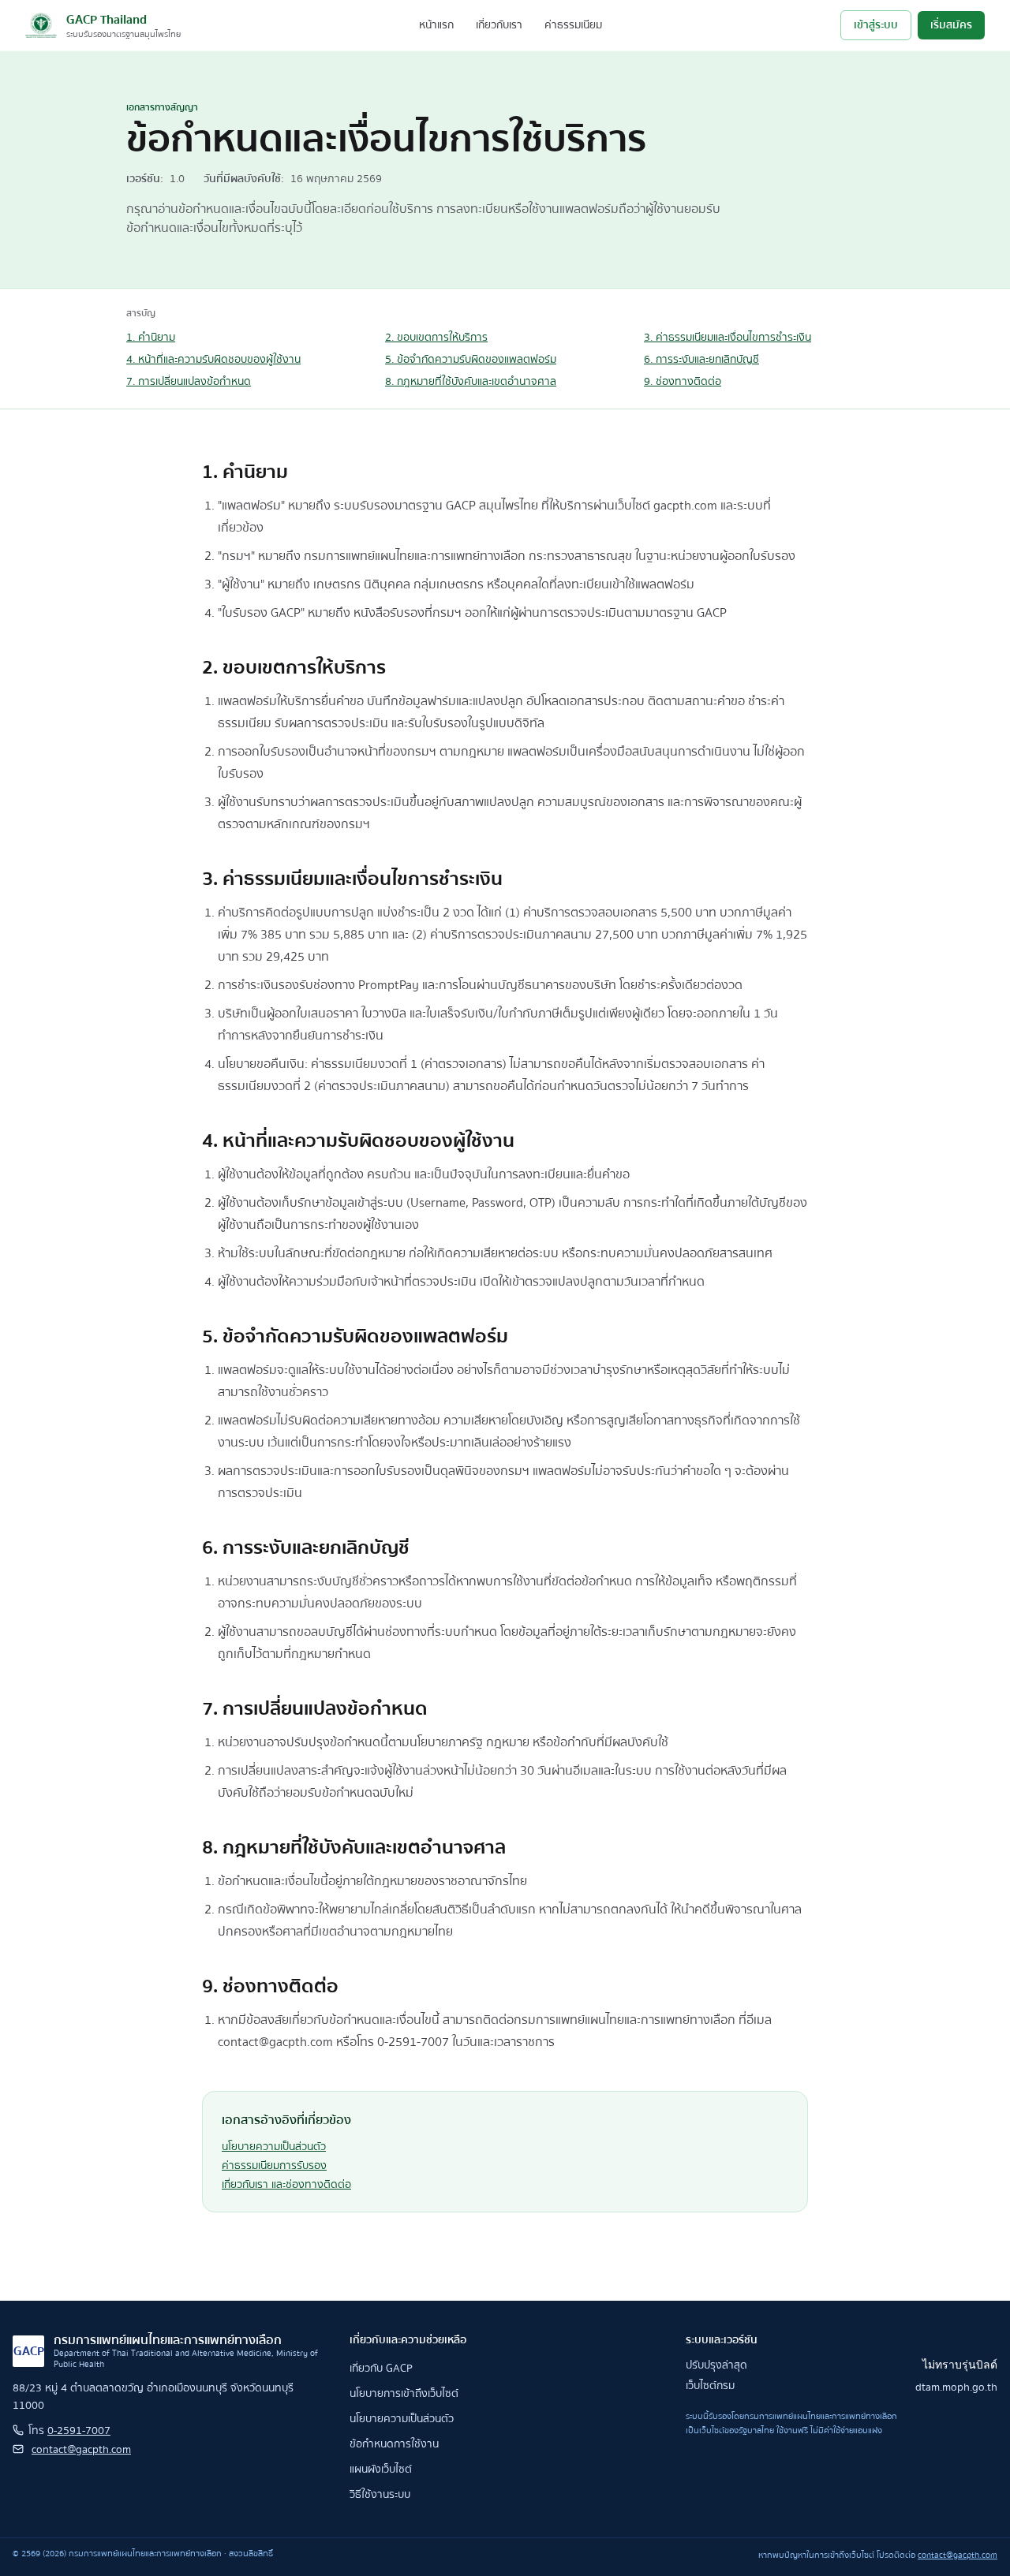 GACP Thailand
ระบบรับรองมาตรฐานสมุนไพรไทย
หน้าแรก
เกี่ยวกับเรา
ค่าธรรมเนียม
เข้าสู่ระบบ
เริ่มสมัคร
เอกสารทางสัญญา
ข้อกำหนดและเงื่อนไขการใช้บริการ
เวอร์ชัน: 1.0 วันที่มีผลบังคับใช้: 16 พฤษภาคม 2569
กรุณาอ่านข้อกำหนดและเงื่อนไขฉบับนี้โดยละเอียดก่อนใช้บริการ การลงทะเบียนหรือใช้งานแพลตฟอร์มถือว่าผู้ใช้งานยอมรับ
ข้อกำหนดและเงื่อนไขทั้งหมดที่ระบุไว้
สารบัญ
1. คำนิยาม
2. ขอบเขตการให้บริการ
3. ค่าธรรมเนียมและเงื่อนไขการชำระเงิน
4. หน้าที่และความรับผิดชอบของผู้ใช้งาน
5. ข้อจำกัดความรับผิดของแพลตฟอร์ม
6. การระงับและยกเลิกบัญชี
7. การเปลี่ยนแปลงข้อกำหนด
8. กฎหมายที่ใช้บังคับและเขตอำนาจศาล
9. ช่องทางติดต่อ
1. คำนิยาม
1. "แพลตฟอร์ม" หมายถึง ระบบรับรองมาตรฐาน GACP สมุนไพรไทย ที่ให้บริการผ่านเว็บไซต์ gacpth.com และระบบที่
เกี่ยวข้อง
2. "กรมฯ" หมายถึง กรมการแพทย์แผนไทยและการแพทย์ทางเลือก กระทรวงสาธารณสุข ในฐานะหน่วยงานผู้ออกใบรับรอง
3. "ผู้ใช้งาน" หมายถึง เกษตรกร นิติบุคคล กลุ่มเกษตรกร หรือบุคคลใดที่ลงทะเบียนเข้าใช้แพลตฟอร์ม
4. "ใบรับรอง GACP" หมายถึง หนังสือรับรองที่กรมฯ ออกให้แก่ผู้ผ่านการตรวจประเมินตามมาตรฐาน GACP
2. ขอบเขตการให้บริการ
1. แพลตฟอร์มให้บริการยื่นคำขอ บันทึกข้อมูลฟาร์มและแปลงปลูก อัปโหลดเอกสารประกอบ ติดตามสถานะคำขอ ชำระค่า
ธรรมเนียม รับผลการตรวจประเมิน และรับใบรับรองในรูปแบบดิจิทัล
2. การออกใบรับรองเป็นอำนาจหน้าที่ของกรมฯ ตามกฎหมาย แพลตฟอร์มเป็นเครื่องมือสนับสนุนการดำเนินงาน ไม่ใช่ผู้ออก
ใบรับรอง
3. ผู้ใช้งานรับทราบว่าผลการตรวจประเมินขึ้นอยู่กับสภาพแปลงปลูก ความสมบูรณ์ของเอกสาร และการพิจารณาของคณะผู้
ตรวจตามหลักเกณฑ์ของกรมฯ
3. ค่าธรรมเนียมและเงื่อนไขการชำระเงิน
1. ค่าบริการคิดต่อรูปแบบการปลูก แบ่งชำระเป็น 2 งวด ได้แก่ (1) ค่าบริการตรวจสอบเอกสาร 5,500 บาท บวกภาษีมูลค่า
เพิ่ม 7% 385 บาท รวม 5,885 บาท และ (2) ค่าบริการตรวจประเมินภาคสนาม 27,500 บาท บวกภาษีมูลค่าเพิ่ม 7% 1,925
บาท รวม 29,425 บาท
2. การชำระเงินรองรับช่องทาง PromptPay และการโอนผ่านบัญชีธนาคารของบริษัท โดยชำระครั้งเดียวต่องวด
3. บริษัทเป็นผู้ออกใบเสนอราคา ใบวางบิล และใบเสร็จรับเงิน/ใบกำกับภาษีเต็มรูปแต่เพียงผู้เดียว โดยจะออกภายใน 1 วัน
ทำการหลังจากยืนยันการชำระเงิน
4. นโยบายขอคืนเงิน: ค่าธรรมเนียมงวดที่ 1 (ค่าตรวจเอกสาร) ไม่สามารถขอคืนได้หลังจากเริ่มตรวจสอบเอกสาร ค่า
ธรรมเนียมงวดที่ 2 (ค่าตรวจประเมินภาคสนาม) สามารถขอคืนได้ก่อนกำหนดวันตรวจไม่น้อยกว่า 7 วันทำการ
4. หน้าที่และความรับผิดชอบของผู้ใช้งาน
1. ผู้ใช้งานต้องให้ข้อมูลที่ถูกต้อง ครบถ้วน และเป็นปัจจุบันในการลงทะเบียนและยื่นคำขอ
2. ผู้ใช้งานต้องเก็บรักษาข้อมูลเข้าสู่ระบบ (Username, Password, OTP) เป็นความลับ การกระทำใดที่เกิดขึ้นภายใต้บัญชีของ
ผู้ใช้งานถือเป็นการกระทำของผู้ใช้งานเอง
3. ห้ามใช้ระบบในลักษณะที่ขัดต่อกฎหมาย ก่อให้เกิดความเสียหายต่อระบบ หรือกระทบความมั่นคงปลอดภัยสารสนเทศ
4. ผู้ใช้งานต้องให้ความร่วมมือกับเจ้าหน้าที่ตรวจประเมิน เปิดให้เข้าตรวจแปลงปลูกตามวันเวลาที่กำหนด
5. ข้อจำกัดความรับผิดของแพลตฟอร์ม
1. แพลตฟอร์มจะดูแลให้ระบบใช้งานได้อย่างต่อเนื่อง อย่างไรก็ตามอาจมีช่วงเวลาบำรุงรักษาหรือเหตุสุดวิสัยที่ทำให้ระบบไม่
สามารถใช้งานชั่วคราว
2. แพลตฟอร์มไม่รับผิดต่อความเสียหายทางอ้อม ความเสียหายโดยบังเอิญ หรือการสูญเสียโอกาสทางธุรกิจที่เกิดจากการใช้
งานระบบ เว้นแต่เป็นการกระทำโดยจงใจหรือประมาทเลินเล่ออย่างร้ายแรง
3. ผลการตรวจประเมินและการออกใบรับรองเป็นดุลพินิจของกรมฯ แพลตฟอร์มไม่อาจรับประกันว่าคำขอใด ๆ จะต้องผ่าน
การตรวจประเมิน
6. การระงับและยกเลิกบัญชี
1. หน่วยงานสามารถระงับบัญชีชั่วคราวหรือถาวรได้หากพบการใช้งานที่ขัดต่อข้อกำหนด การให้ข้อมูลเท็จ หรือพฤติกรรมที่
อาจกระทบความมั่นคงปลอดภัยของระบบ
2. ผู้ใช้งานสามารถขอลบบัญชีได้ผ่านช่องทางที่ระบบกำหนด โดยข้อมูลที่อยู่ภายใต้ระยะเวลาเก็บรักษาตามกฎหมายจะยังคง
ถูกเก็บไว้ตามที่กฎหมายกำหนด
7. การเปลี่ยนแปลงข้อกำหนด
1. หน่วยงานอาจปรับปรุงข้อกำหนดนี้ตามนโยบายภาครัฐ กฎหมาย หรือข้อกำกับที่มีผลบังคับใช้
2. การเปลี่ยนแปลงสาระสำคัญจะแจ้งผู้ใช้งานล่วงหน้าไม่น้อยกว่า 30 วันผ่านอีเมลและในระบบ การใช้งานต่อหลังวันที่มีผล
บังคับใช้ถือว่ายอมรับข้อกำหนดฉบับใหม่
8. กฎหมายที่ใช้บังคับและเขตอำนาจศาล
1. ข้อกำหนดและเงื่อนไขนี้อยู่ภายใต้กฎหมายของราชอาณาจักรไทย
2. กรณีเกิดข้อพิพาทจะให้พยายามไกล่เกลี่ยโดยสันติวิธีเป็นลำดับแรก หากไม่สามารถตกลงกันได้ ให้นำคดีขึ้นพิจารณาในศาล
ปกครองหรือศาลที่มีเขตอำนาจตามกฎหมายไทย
9. ช่องทางติดต่อ
1. หากมีข้อสงสัยเกี่ยวกับข้อกำหนดและเงื่อนไขนี้ สามารถติดต่อกรมการแพทย์แผนไทยและการแพทย์ทางเลือก ที่อีเมล
contact@gacpth.com หรือโทร 0-2591-7007 ในวันและเวลาราชการ
เอกสารอ้างอิงที่เกี่ยวข้อง
นโยบายความเป็นส่วนตัว
ค่าธรรมเนียมการรับรอง
เกี่ยวกับเรา และช่องทางติดต่อ
GACP
กรมการแพทย์แผนไทยและการแพทย์ทางเลือก
Department of Thai Traditional and Alternative Medicine, Ministry of
Public Health
88/23 หมู่ 4 ตำบลตลาดขวัญ อำเภอเมืองนนทบุรี จังหวัดนนทบุรี
11000
โทร 0-2591-7007
contact@gacpth.com
เกี่ยวกับและความช่วยเหลือ
เกี่ยวกับ GACP
นโยบายการเข้าถึงเว็บไซต์
นโยบายความเป็นส่วนตัว
ข้อกำหนดการใช้งาน
แผนผังเว็บไซต์
วิธีใช้งานระบบ
ระบบและเวอร์ชัน
ปรับปรุงล่าสุด ไม่ทราบรุ่นบิลด์
เว็บไซต์กรม dtam.moph.go.th
ระบบนี้รับรองโดยกรมการแพทย์แผนไทยและการแพทย์ทางเลือก
เป็นเว็บไซต์ของรัฐบาลไทย ใช้งานฟรี ไม่มีค่าใช้จ่ายแอบแฝง
© 2569 (2026) กรมการแพทย์แผนไทยและการแพทย์ทางเลือก · สงวนลิขสิทธิ์
หากพบปัญหาในการเข้าถึงเว็บไซต์ โปรดติดต่อ contact@gacpth.com